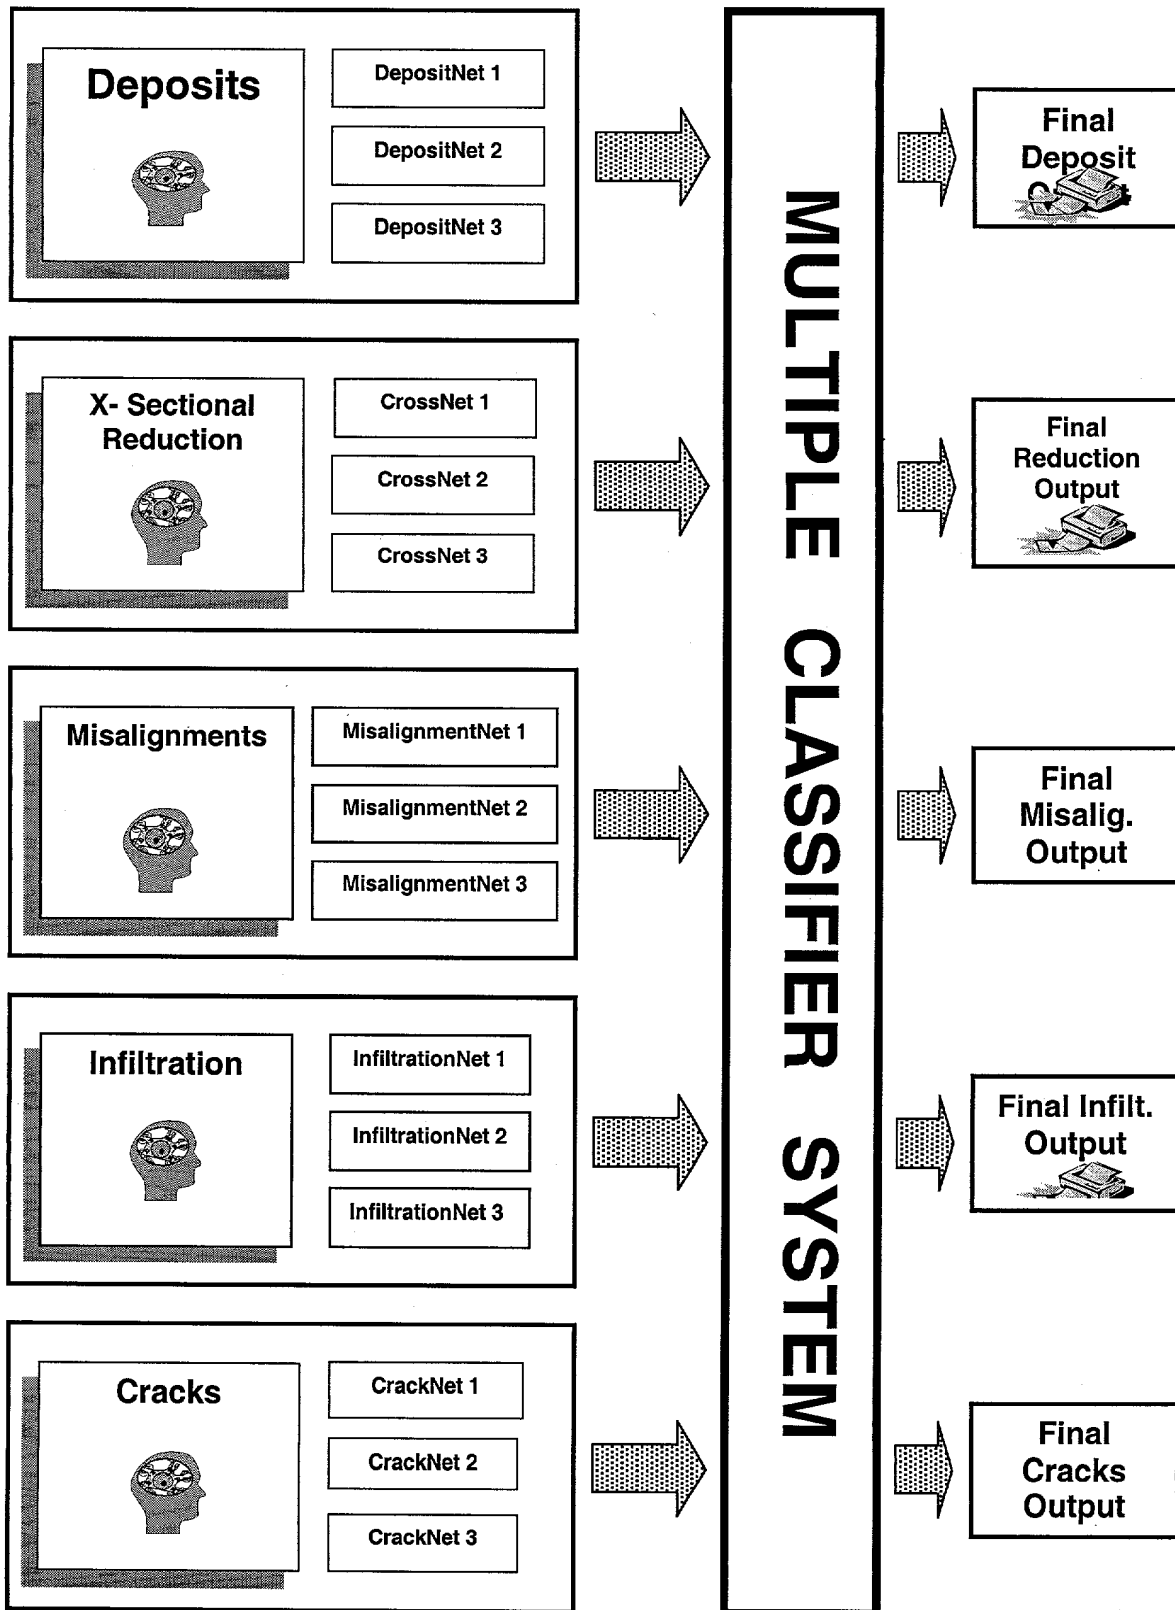 Deposits
DepositNet 1
DepositNet 2
DepositNet 3
Final
Deposit
X- Sectional
Reduction
CrossNet 1
CrossNet 2
CrossNet 3
Final
Reduction
Output
Misalignments
MisalignmentNet 1
MisalignmentNet 2
MisalignmentNet 3
Final
Misalig.
Output
Infiltration
InfiltrationNet 1
InfiltrationNet 2
InfiltrationNet 3
Final Infilt.
Output
Cracks
CrackNet 1
CrackNet 2
CrackNet 3
Final
Cracks
Output
MULTIPLE CLASSIFIER SYSTEM